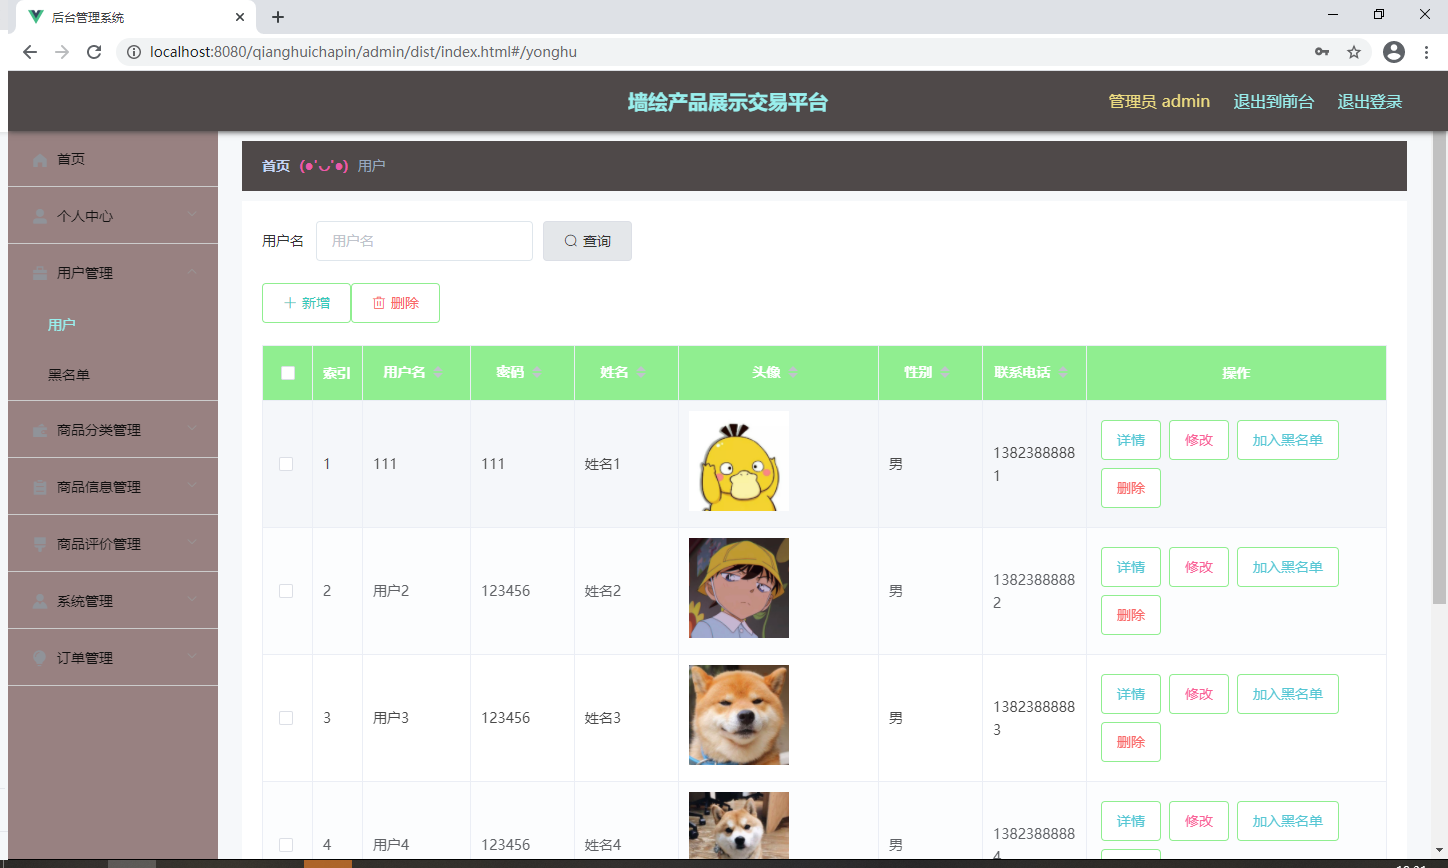 后台管理系统
localhost:8080/qianghuichapin/admin/dist/index.html#/yonghu
墙绘产品展示交易平台
管理员 admin 退出到前台 退出登录
首页
个人中心
用户管理
用户
黑名单
商品分类管理
商品信息管理
商品评价管理
系统管理
订单管理
首页 (●'◡'●) 用户
用户名 用户名 查询
新增 删除
索引 用户名 密码 姓名 头像 性别 联系电话 操作
1 111 111 姓名1 男 13823888881 详情 修改 加入黑名单
删除
2 用户2 123456 姓名2 男 13823888882 详情 修改 加入黑名单
删除
3 用户3 123456 姓名3 男 13823888883 详情 修改 加入黑名单
删除
4 用户4 123456 姓名4 男 13823888884 详情 修改 加入黑名单